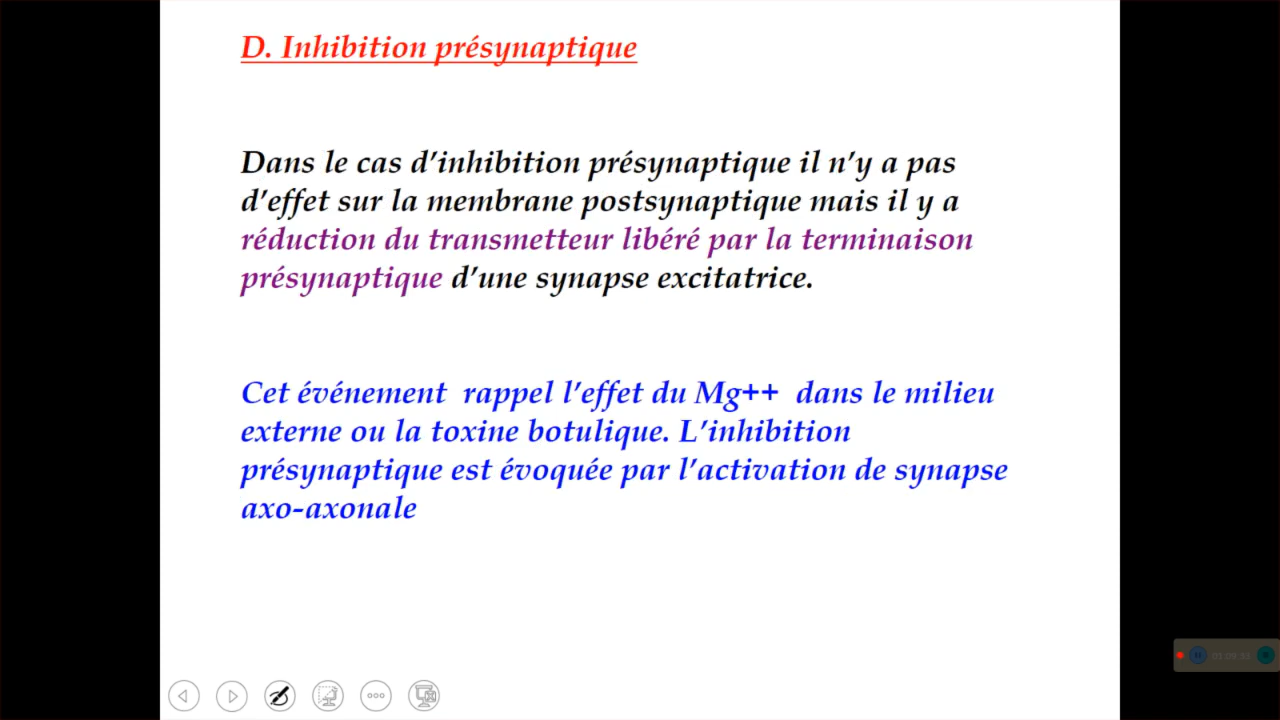 D. Inhibition présynaptique
Dans le cas d’inhibition présynaptique il n’y a pas
d’effet sur la membrane postsynaptique mais il y a
réduction du transmetteur libéré par la terminaison
présynaptique d’une synapse excitatrice.
Cet événement rappel l’effet du Mg++ dans le milieu
externe ou la toxine botulique. L’inhibition
présynaptique est évoquée par l’activation de synapse
axo-axonale